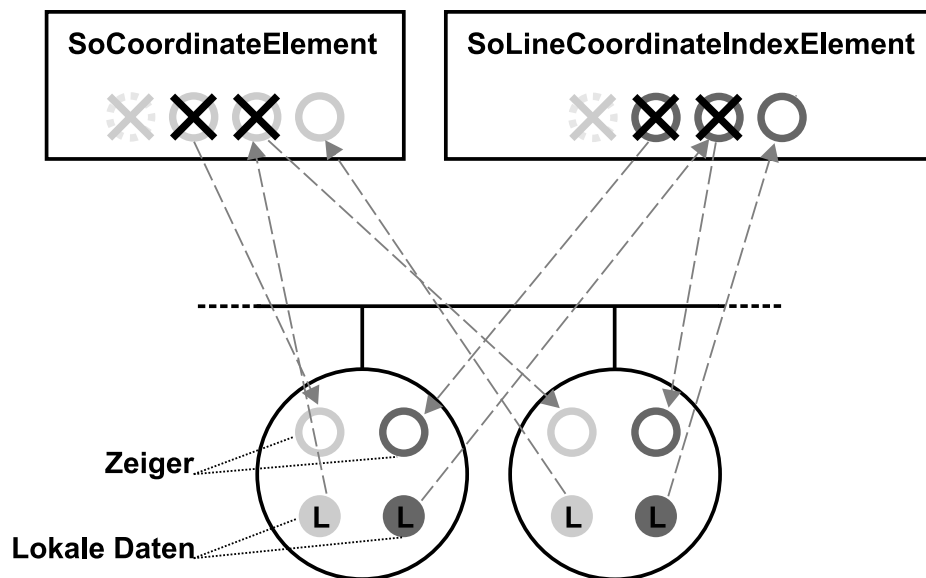 SoCoordinateElement
SoLineCoordinateIndexElement
Zeiger
L L L L
Lokale Daten